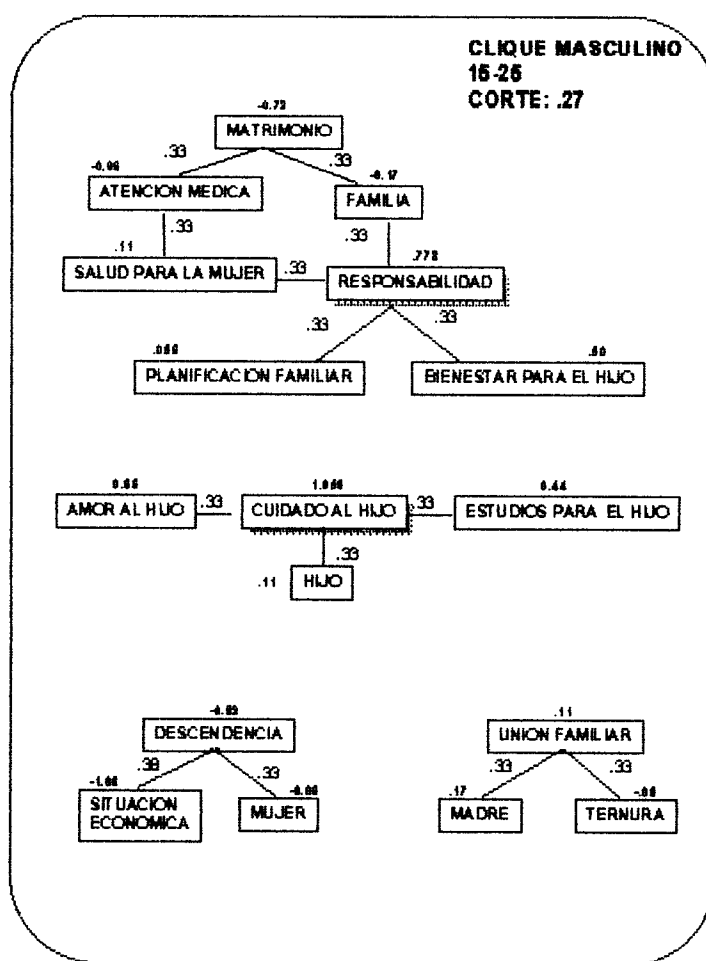 CLIQUE MASCULINO
15-25
CORTE: .27
MATRIMONIO
.33 .33
-0.17
ATENCION MEDICA
FAMILIA
.33 .33
.11 .778
SALUD PARA LA MUJER .33 RESPONSABILIDAD
.33 .33
PLANIFICACION FAMILIAR
BIENESTAR PARA EL HIJO
AMOR AL HIJO .33 CUIDADO AL HIJO .33 ESTUDIOS PARA EL HIJO
.33
.11 HIJO
DESCENDENCIA
.33
SITUACION
ECONOMICA
MUJER
.11
UNION FAMILIAR
.33 .33
.17
MADRE
TERNURA